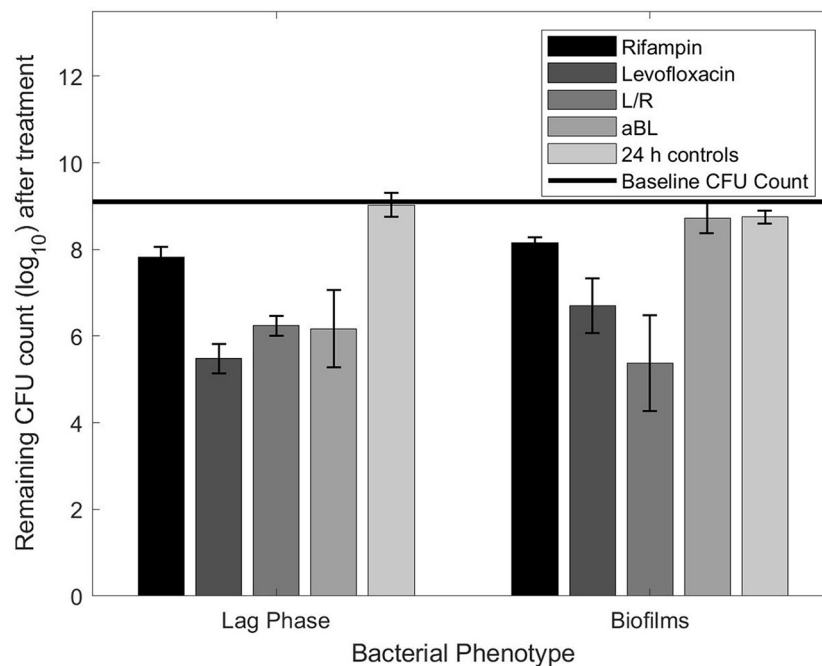 Remaining CFU count (log10) after treatment
12
10
8
6
4
2
0
Rifampin
Levofloxacin
L/R
aBL
24 h controls
Baseline CFU Count
Lag Phase
Biofilms
Bacterial Phenotype